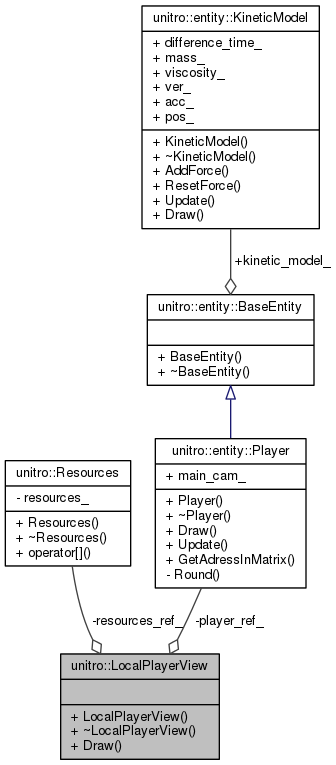 unitro::entity::KineticModel
+ difference_time_
+ mass_
+ viscosity_
+ ver_
+ acc_
+ pos_
+ KineticModel()
+ ~KineticModel()
+ AddForce()
+ ResetForce()
+ Update()
+ Draw()
+kinetic_model_
unitro::entity::BaseEntity
+ BaseEntity()
+ ~BaseEntity()
unitro::entity::Player
+ main_cam_
+ Player()
+ ~Player()
+ Draw()
+ Update()
+ GetAdressInMatrix()
- Round()
unitro::Resources
- resources_
+ Resources()
+ ~Resources()
+ operator[]()
-resources_ref_
-player_ref_
unitro::LocalPlayerView
+ LocalPlayerView()
+ ~LocalPlayerView()
+ Draw()